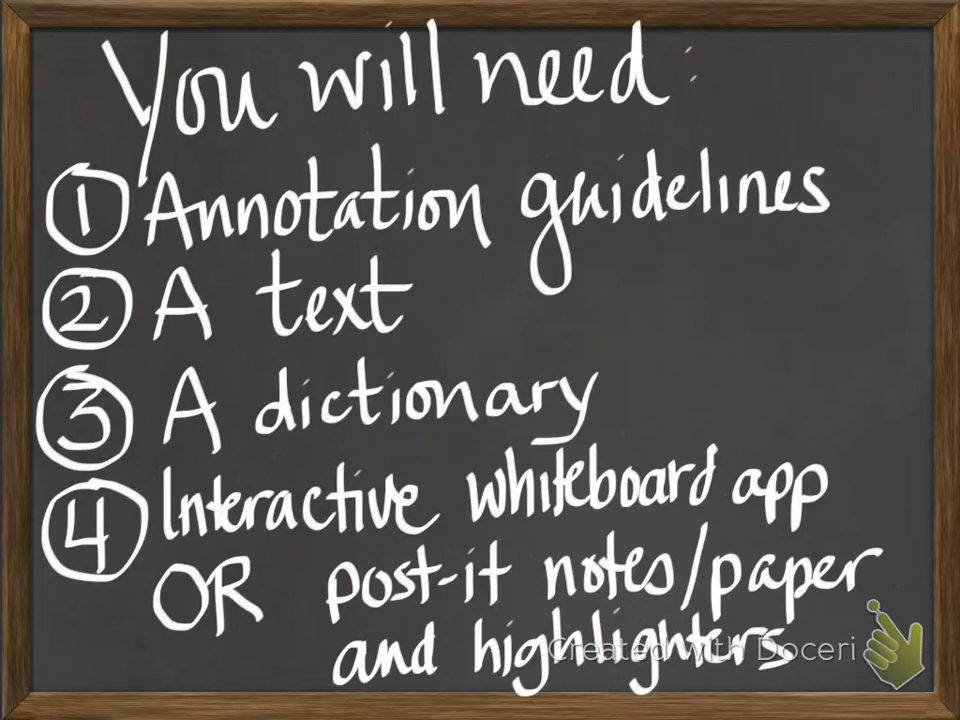 You will need:
① Annotation guidelines
② A text
③ A dictionary
④ Interactive whiteboard app
OR post-it notes/paper
and highlighters
Created with Doceri